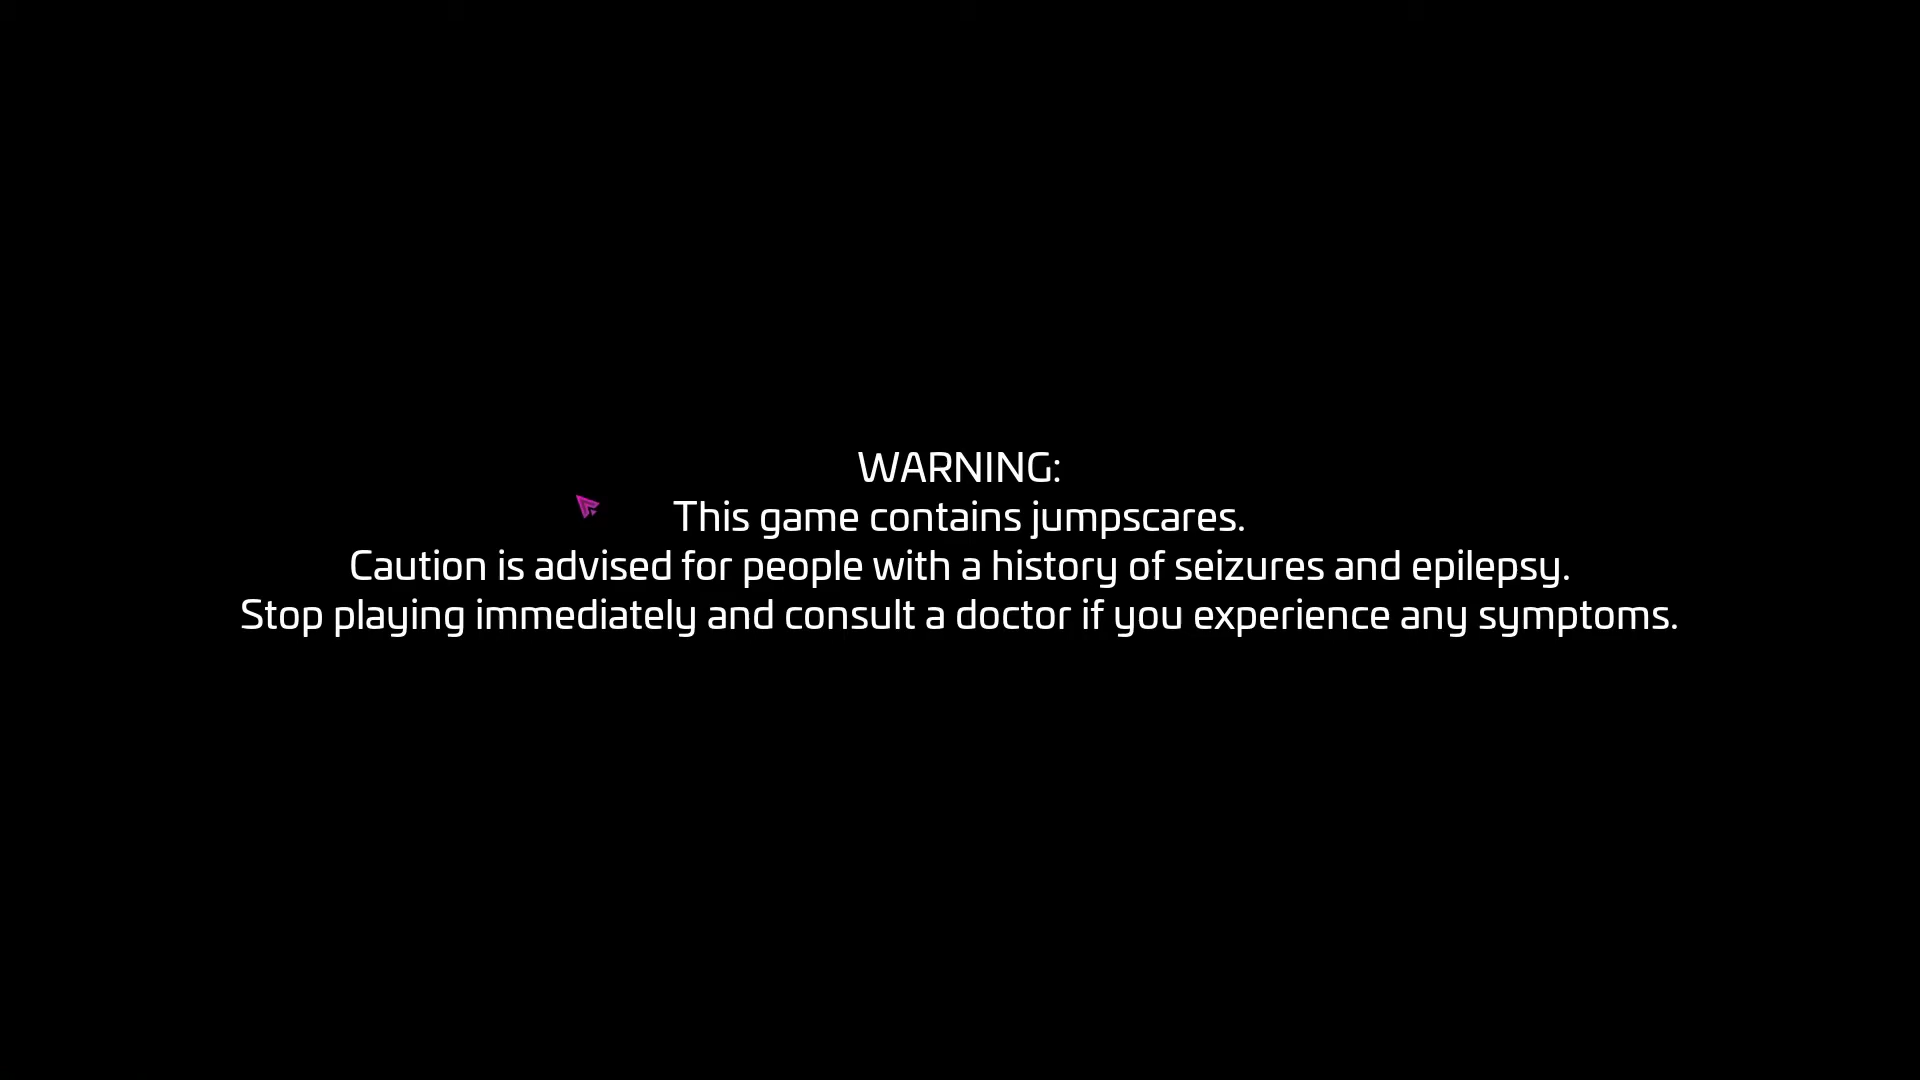 WARNING:
This game contains jumpscares.
Caution is advised for people with a history of seizures and epilepsy.
Stop playing immediately and consult a doctor if you experience any symptoms.